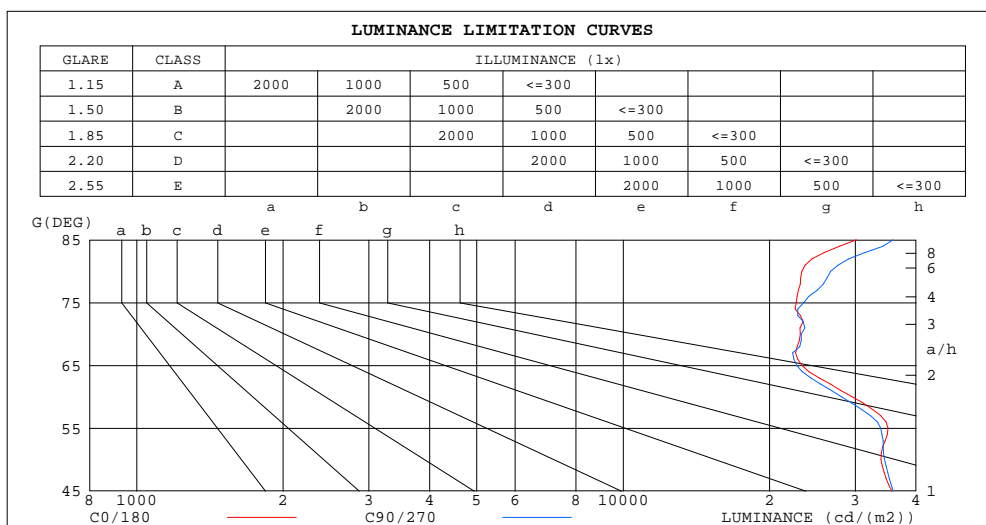 LUMINANCE LIMITATION CURVES
GLARE CLASS ILLUMINANCE (lx)
1.15 A 2000 1000 500 <=300
1.50 B 2000 1000 500 <=300
1.85 C 2000 1000 500 <=300
2.20 D 2000 1000 500 <=300
2.55 E 2000 1000 500 <=300
a b c d e f g h
G(DEG)
a b c d e f g h
85 8
6
75 4
3
a/h
65 2
55
45 1
8 1000 2 3 4 5 6 8 10000 2 3 4
C0/180 C90/270 LUMINANCE (cd/(m2))